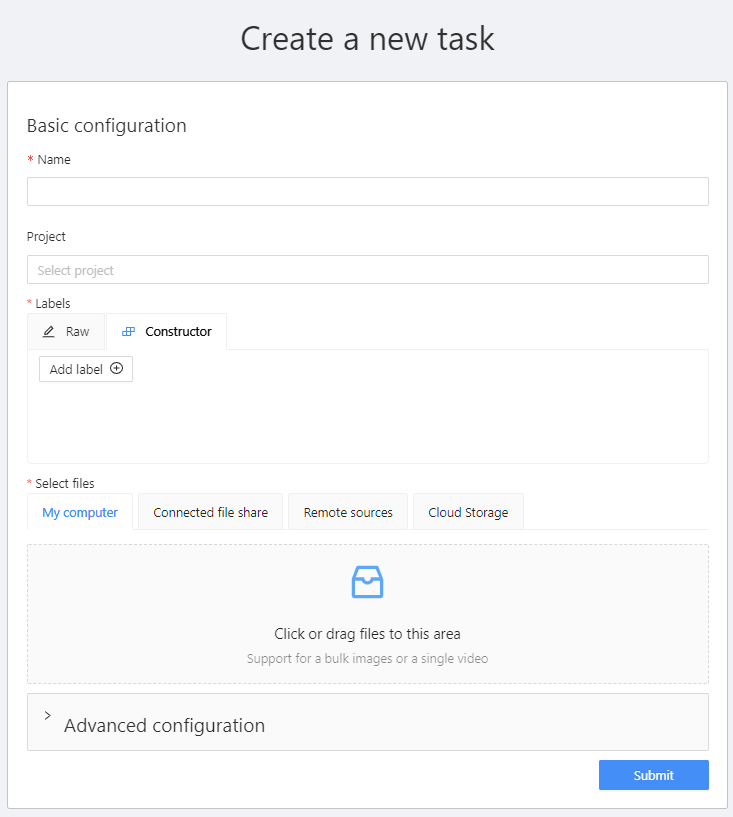 Create a new task
Basic configuration
* Name
Project
Select project
* Labels
Raw Constructor
Add label
* Select files
My computer Connected file share Remote sources Cloud Storage
Click or drag files to this area
Support for a bulk images or a single video
> Advanced configuration
Submit